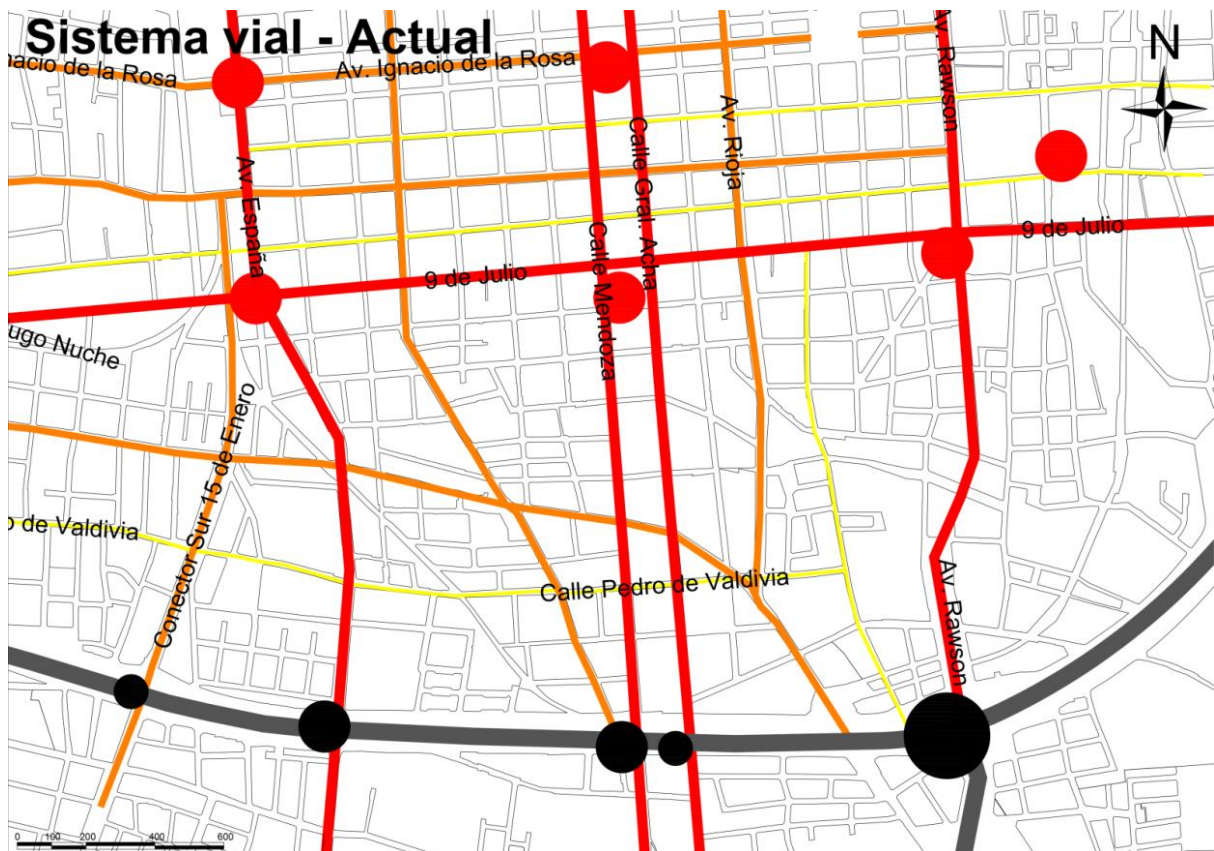 Sistema vial - Actual
nacio de la Rosa
Av. Ignacio de la Rosa
Av. Rawson
N
Av. España
Calle Gral. Acha
Av. Rioja
9 de Julio
9 de Julio
Calle Mendoza
ugo Nuche
Conector Sur 15 de Enero
o de Valdivia
Calle Pedro de Valdivia
Av. Rawson
0 100 200 400 600